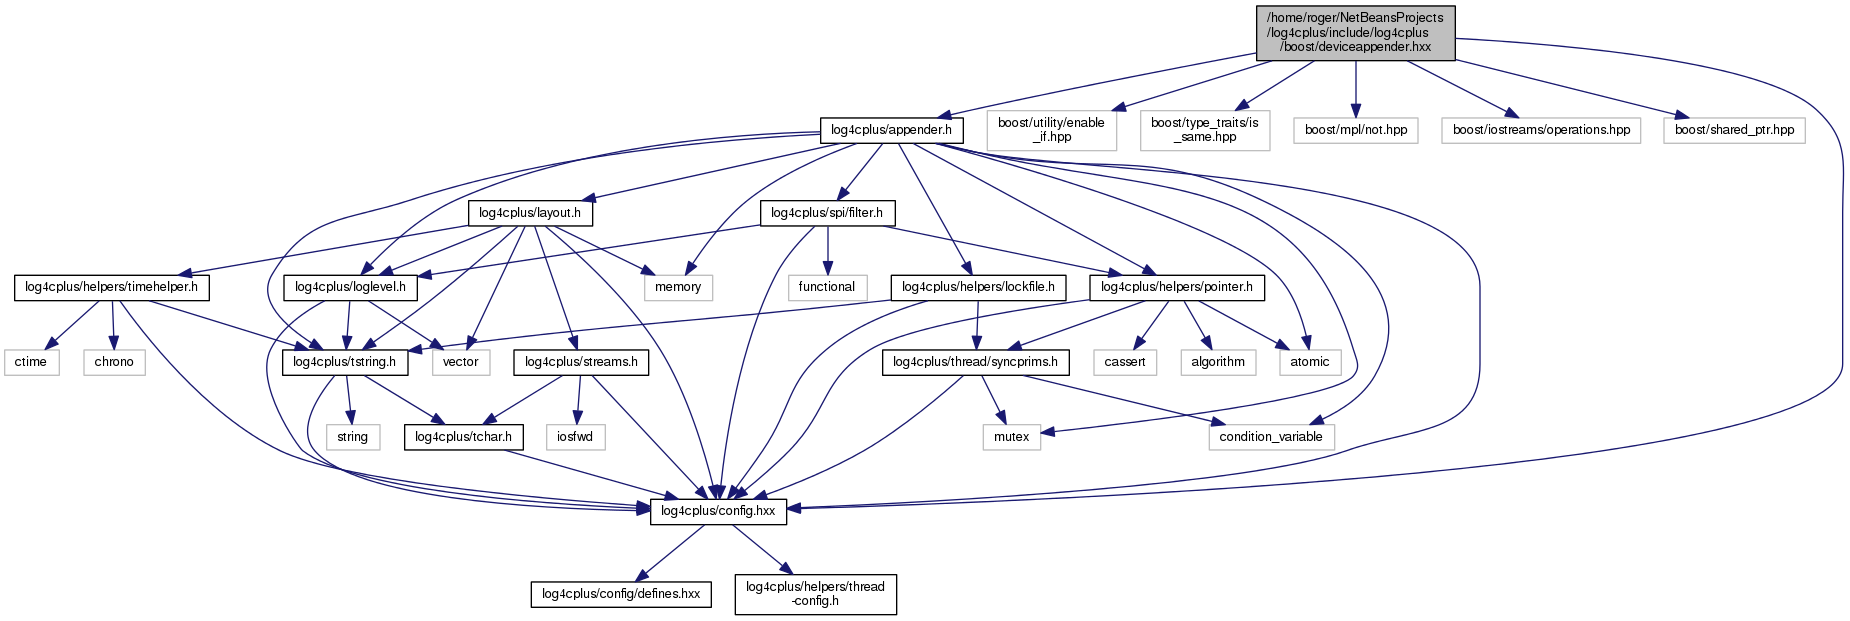 /home/roger/NetBeansProjects
/log4cplus/include/log4cplus
/boost/deviceappender.hxx
log4cplus/appender.h
boost/utility/enable
_if.hpp
boost/type_traits/is
_same.hpp
boost/mpl/not.hpp
boost/iostreams/operations.hpp
boost/shared_ptr.hpp
log4cplus/layout.h
log4cplus/spi/filter.h
log4cplus/helpers/timehelper.h
log4cplus/loglevel.h
memory
functional
log4cplus/helpers/lockfile.h
log4cplus/helpers/pointer.h
ctime
chrono
log4cplus/tstring.h
vector
log4cplus/streams.h
log4cplus/thread/syncprims.h
cassert
algorithm
atomic
string
log4cplus/tchar.h
iosfwd
mutex
condition_variable
log4cplus/config.hxx
log4cplus/config/defines.hxx
log4cplus/helpers/thread
-config.h